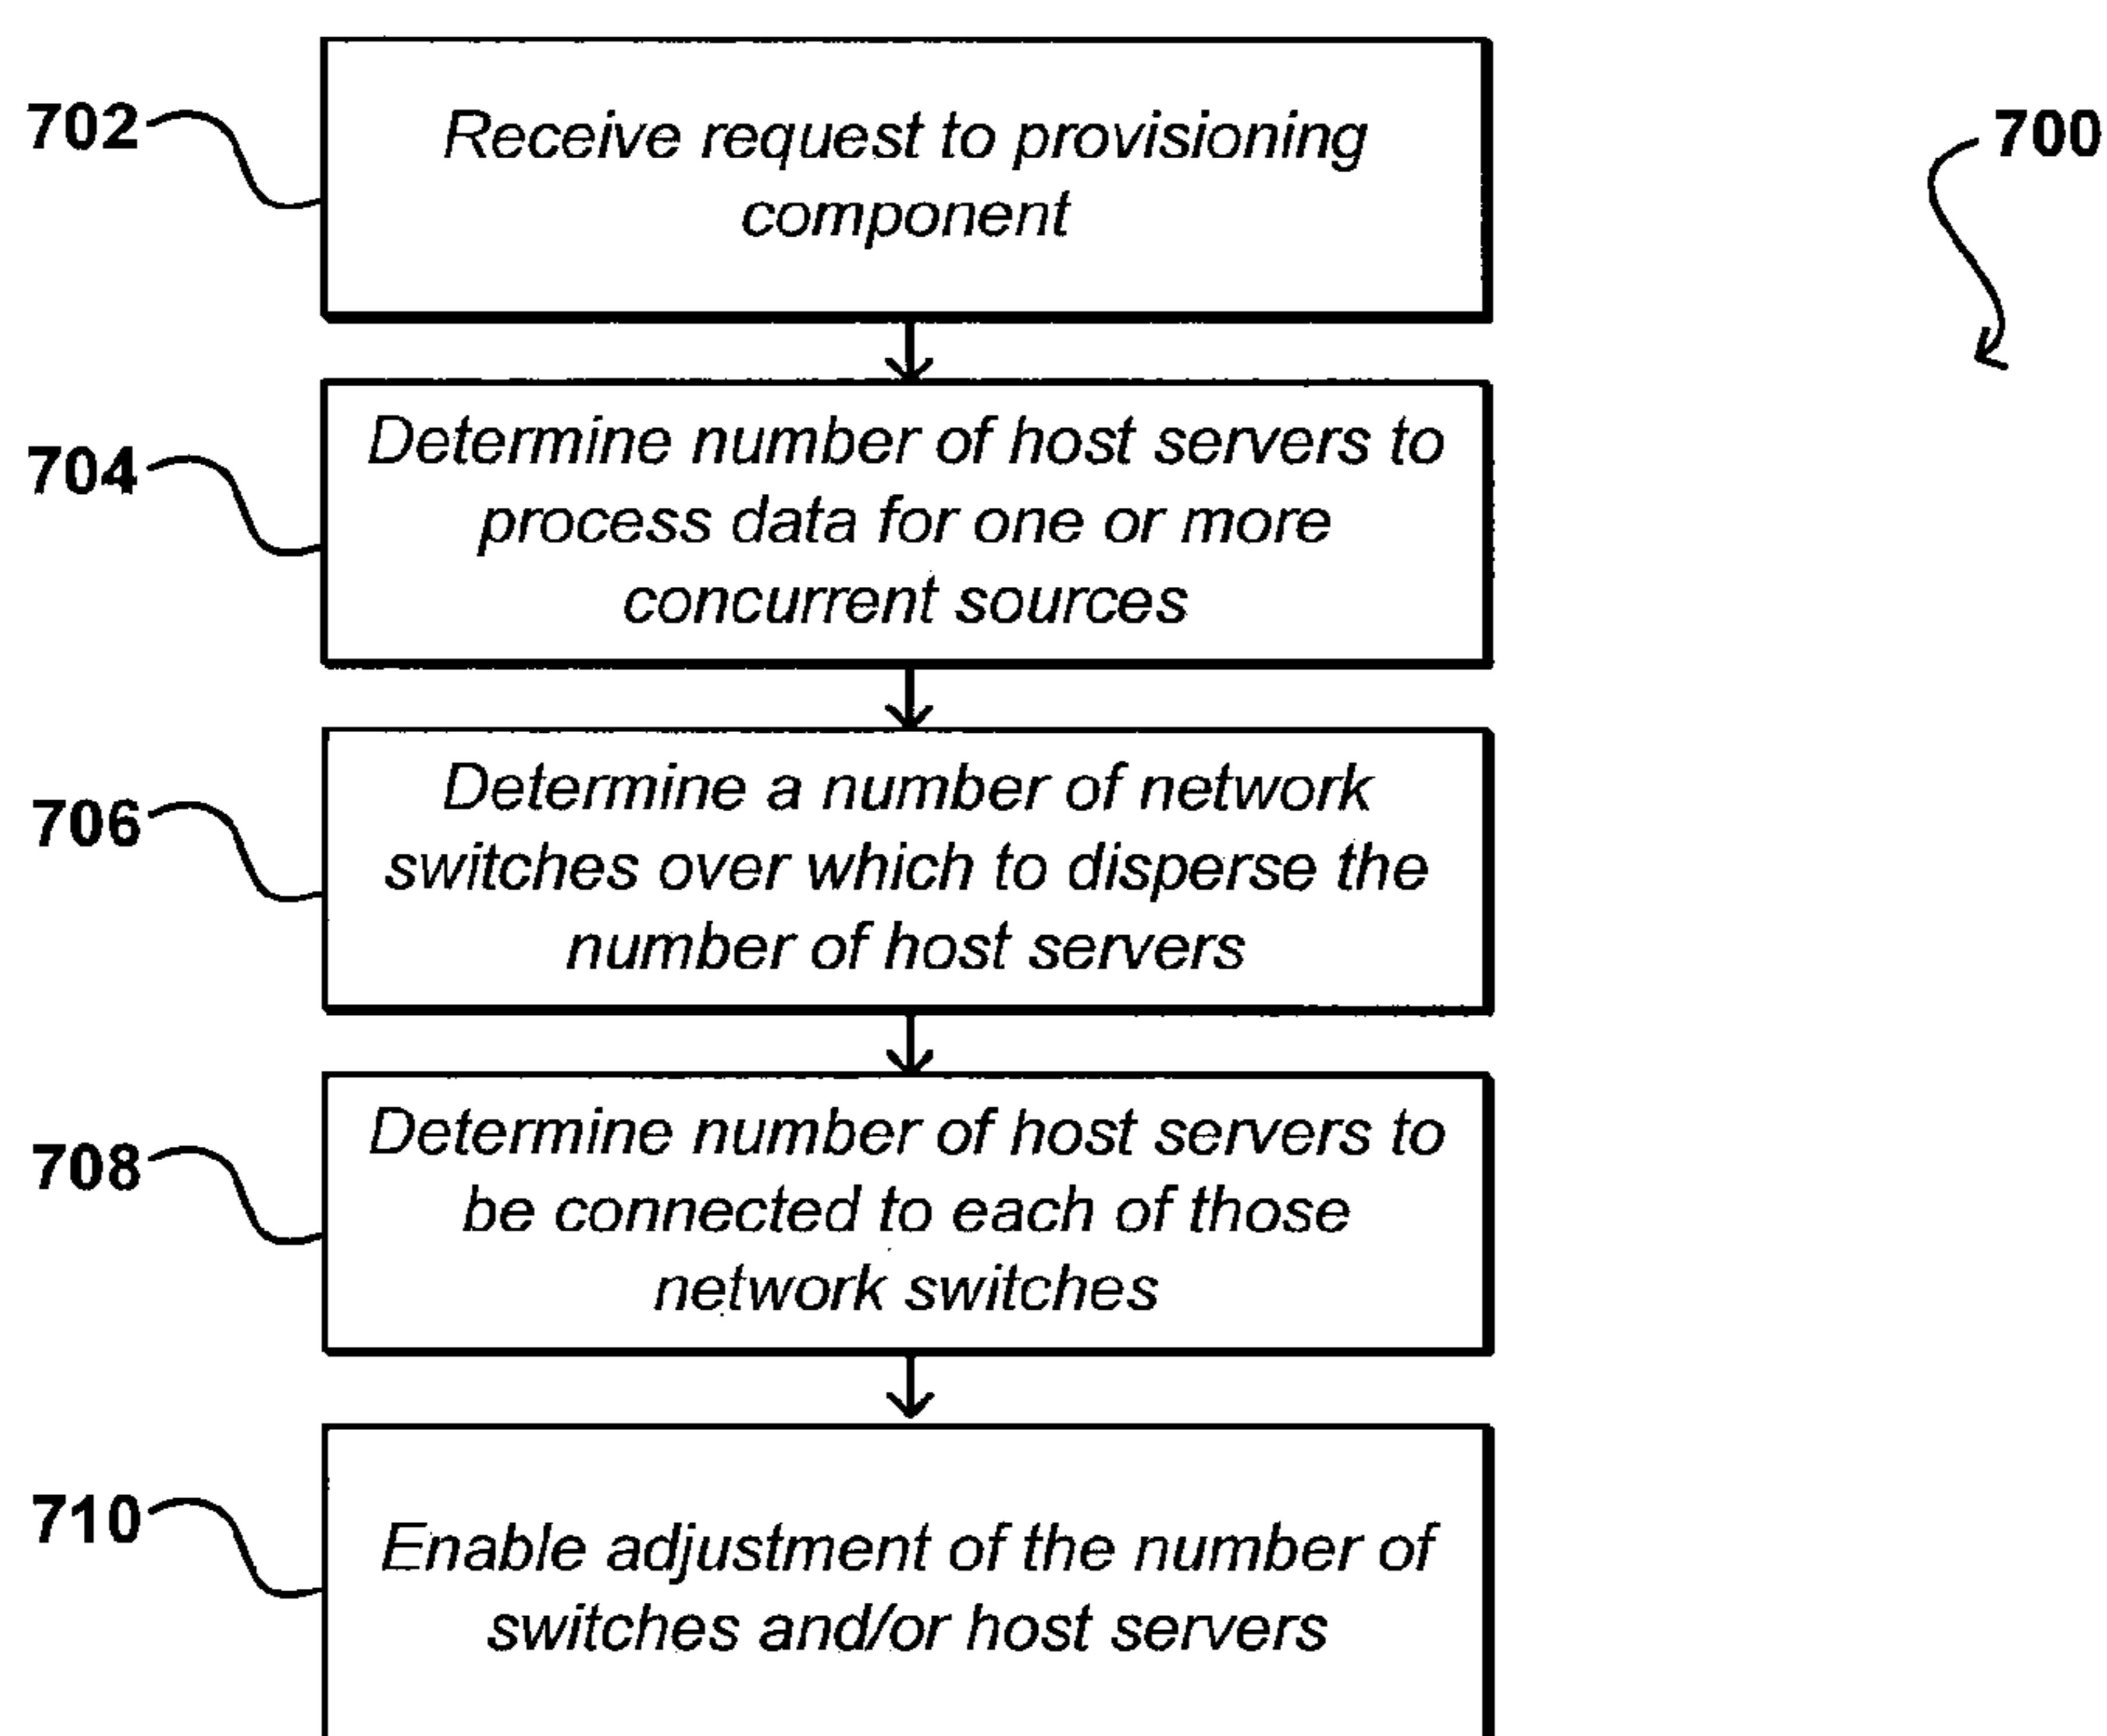 702
Receive request to provisioning
component
700
704
Determine number of host servers to
process data for one or more
concurrent sources
706
Determine a number of network
switches over which to disperse the
number of host servers
708
Determine number of host servers to
be connected to each of those
network switches
710
Enable adjustment of the number of
switches and/or host servers